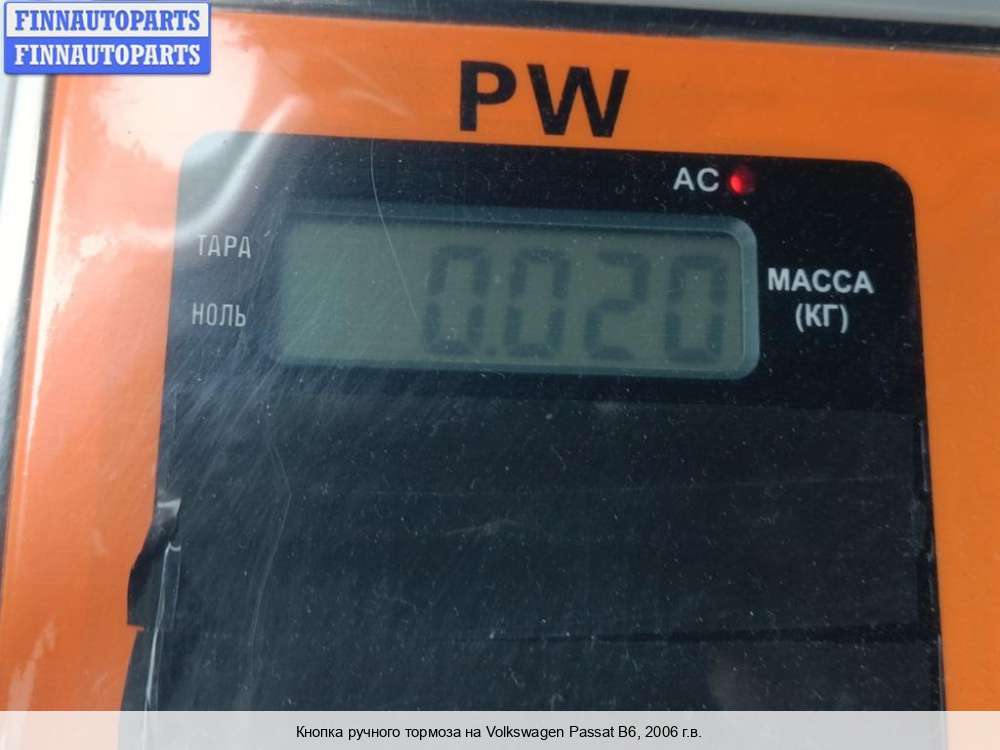 FINNAUTOPARTS
FINNAUTOPARTS
PW
AC
ТАРА
0.020
МАССА
НОЛЬ
(КГ)
Кнопка ручного тормоза на Volkswagen Passat B6, 2006 г.в.